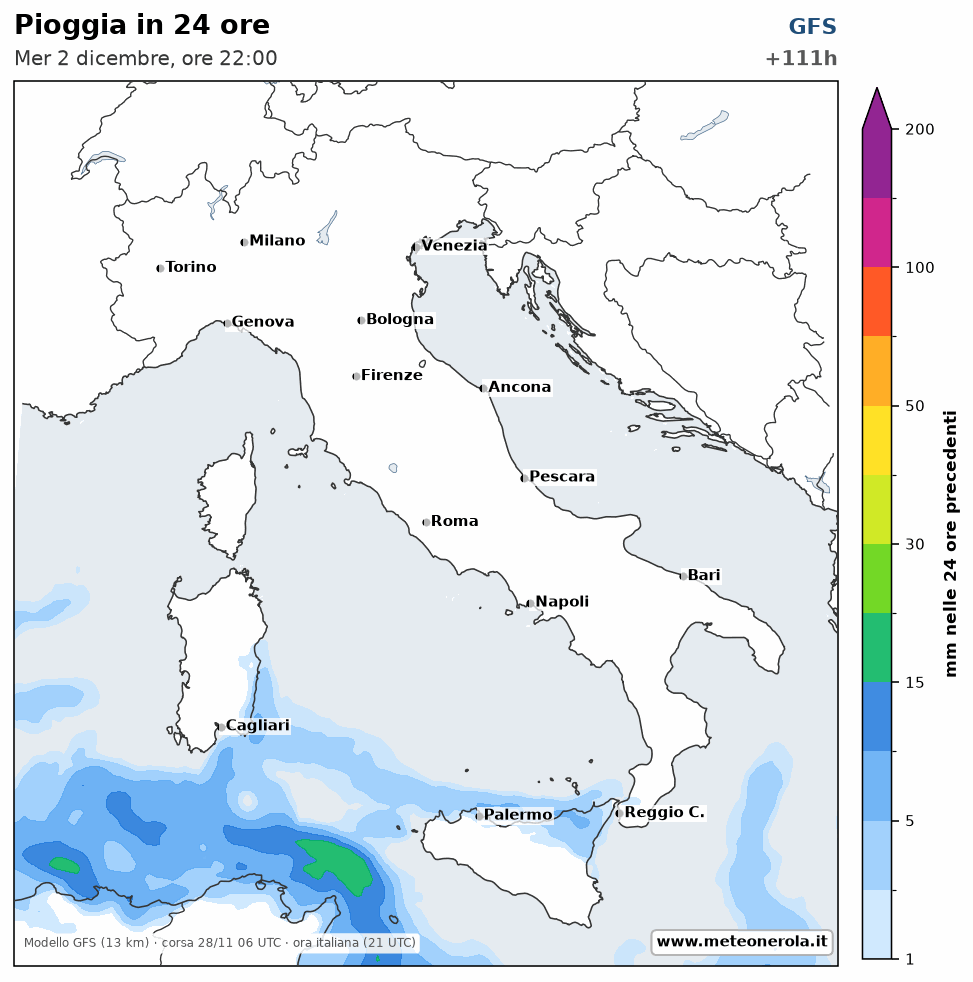 Pioggia in 24 ore
GFS
Mer 2 dicembre, ore 22:00
+111h
200
Milano
Venezia
Torino
100
Genova
Bologna
Firenze
Ancona
50
Pescara
Roma
30
Bari
Napoli
mm nelle 24 ore precedenti
15
Cagliari
Palermo
Reggio C.
5
Modello GFS (13 km) · corsa 28/11 06 UTC · ora italiana (21 UTC)
www.meteonerola.it
1